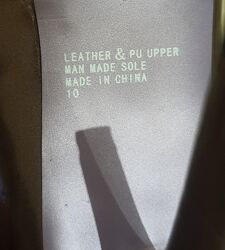 LEATHER & PU UPPER
MAN MADE SOLE
MADE IN CHINA
10